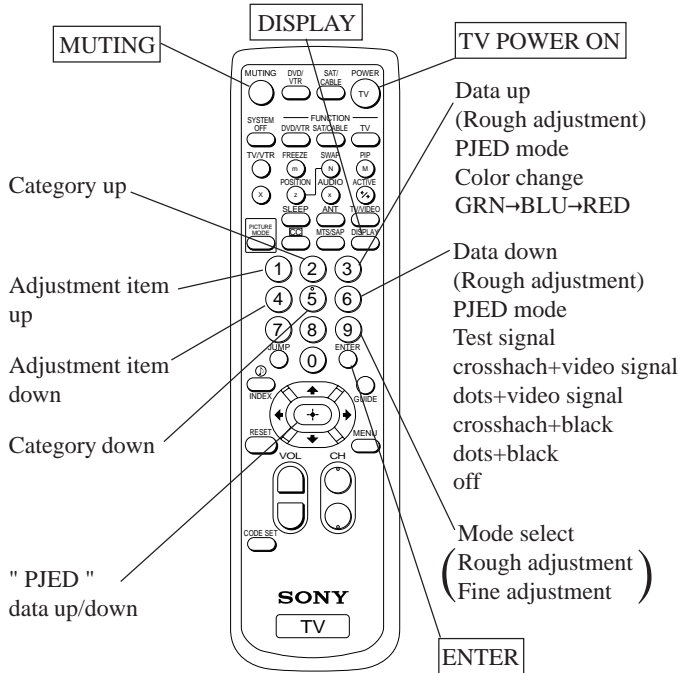 DISPLAY
MUTING
TV POWER ON
MUTING DVD/VTR SAT/CABLE POWER
TV
SYSTEM OFF
FUNCTION
DVD/VTR SAT/CABLE TV
TV/VTR FREEZE SWAP PIP
m N M
POSITION AUDIO ACTIVE
X z x
SLEEP ANT TV/VIDEO
PICTURE MODE CC MTS/SAP DISPLAY
1 2 3
4 5 6
7 8 9
JUMP 0 ENTER
INDEX GUIDE
RESET MENU
VOL CH
CODE SET
SONY
TV
Category up
Adjustment item
up
Adjustment item
down
Category down
" PJED "
data up/down
Data up
(Rough adjustment)
PJED mode
Color change
GRN→BLU→RED
Data down
(Rough adjustment)
PJED mode
Test signal
crosshach+video signal
dots+video signal
crosshach+black
dots+black
off
Mode select
(Rough adjustment
Fine adjustment)
ENTER